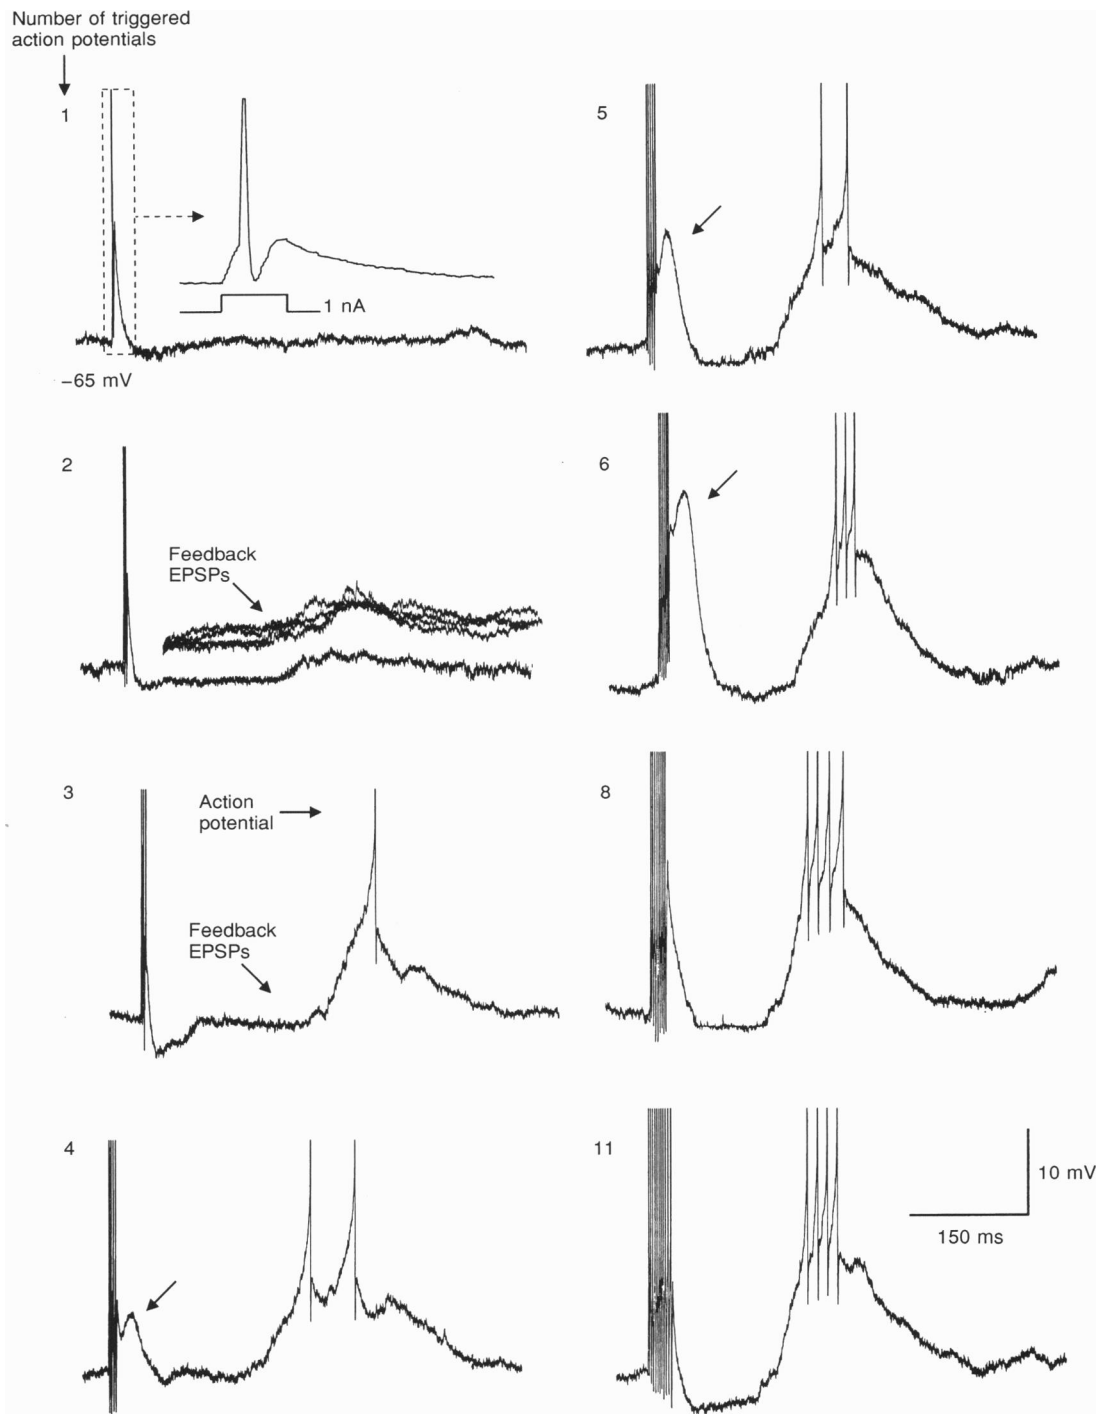 Number of triggered
action potentials
1
1 nA
–65 mV
2
Feedback
EPSPs
3
Action
potential
Feedback
EPSPs
4
5
6
8
11
10 mV
150 ms